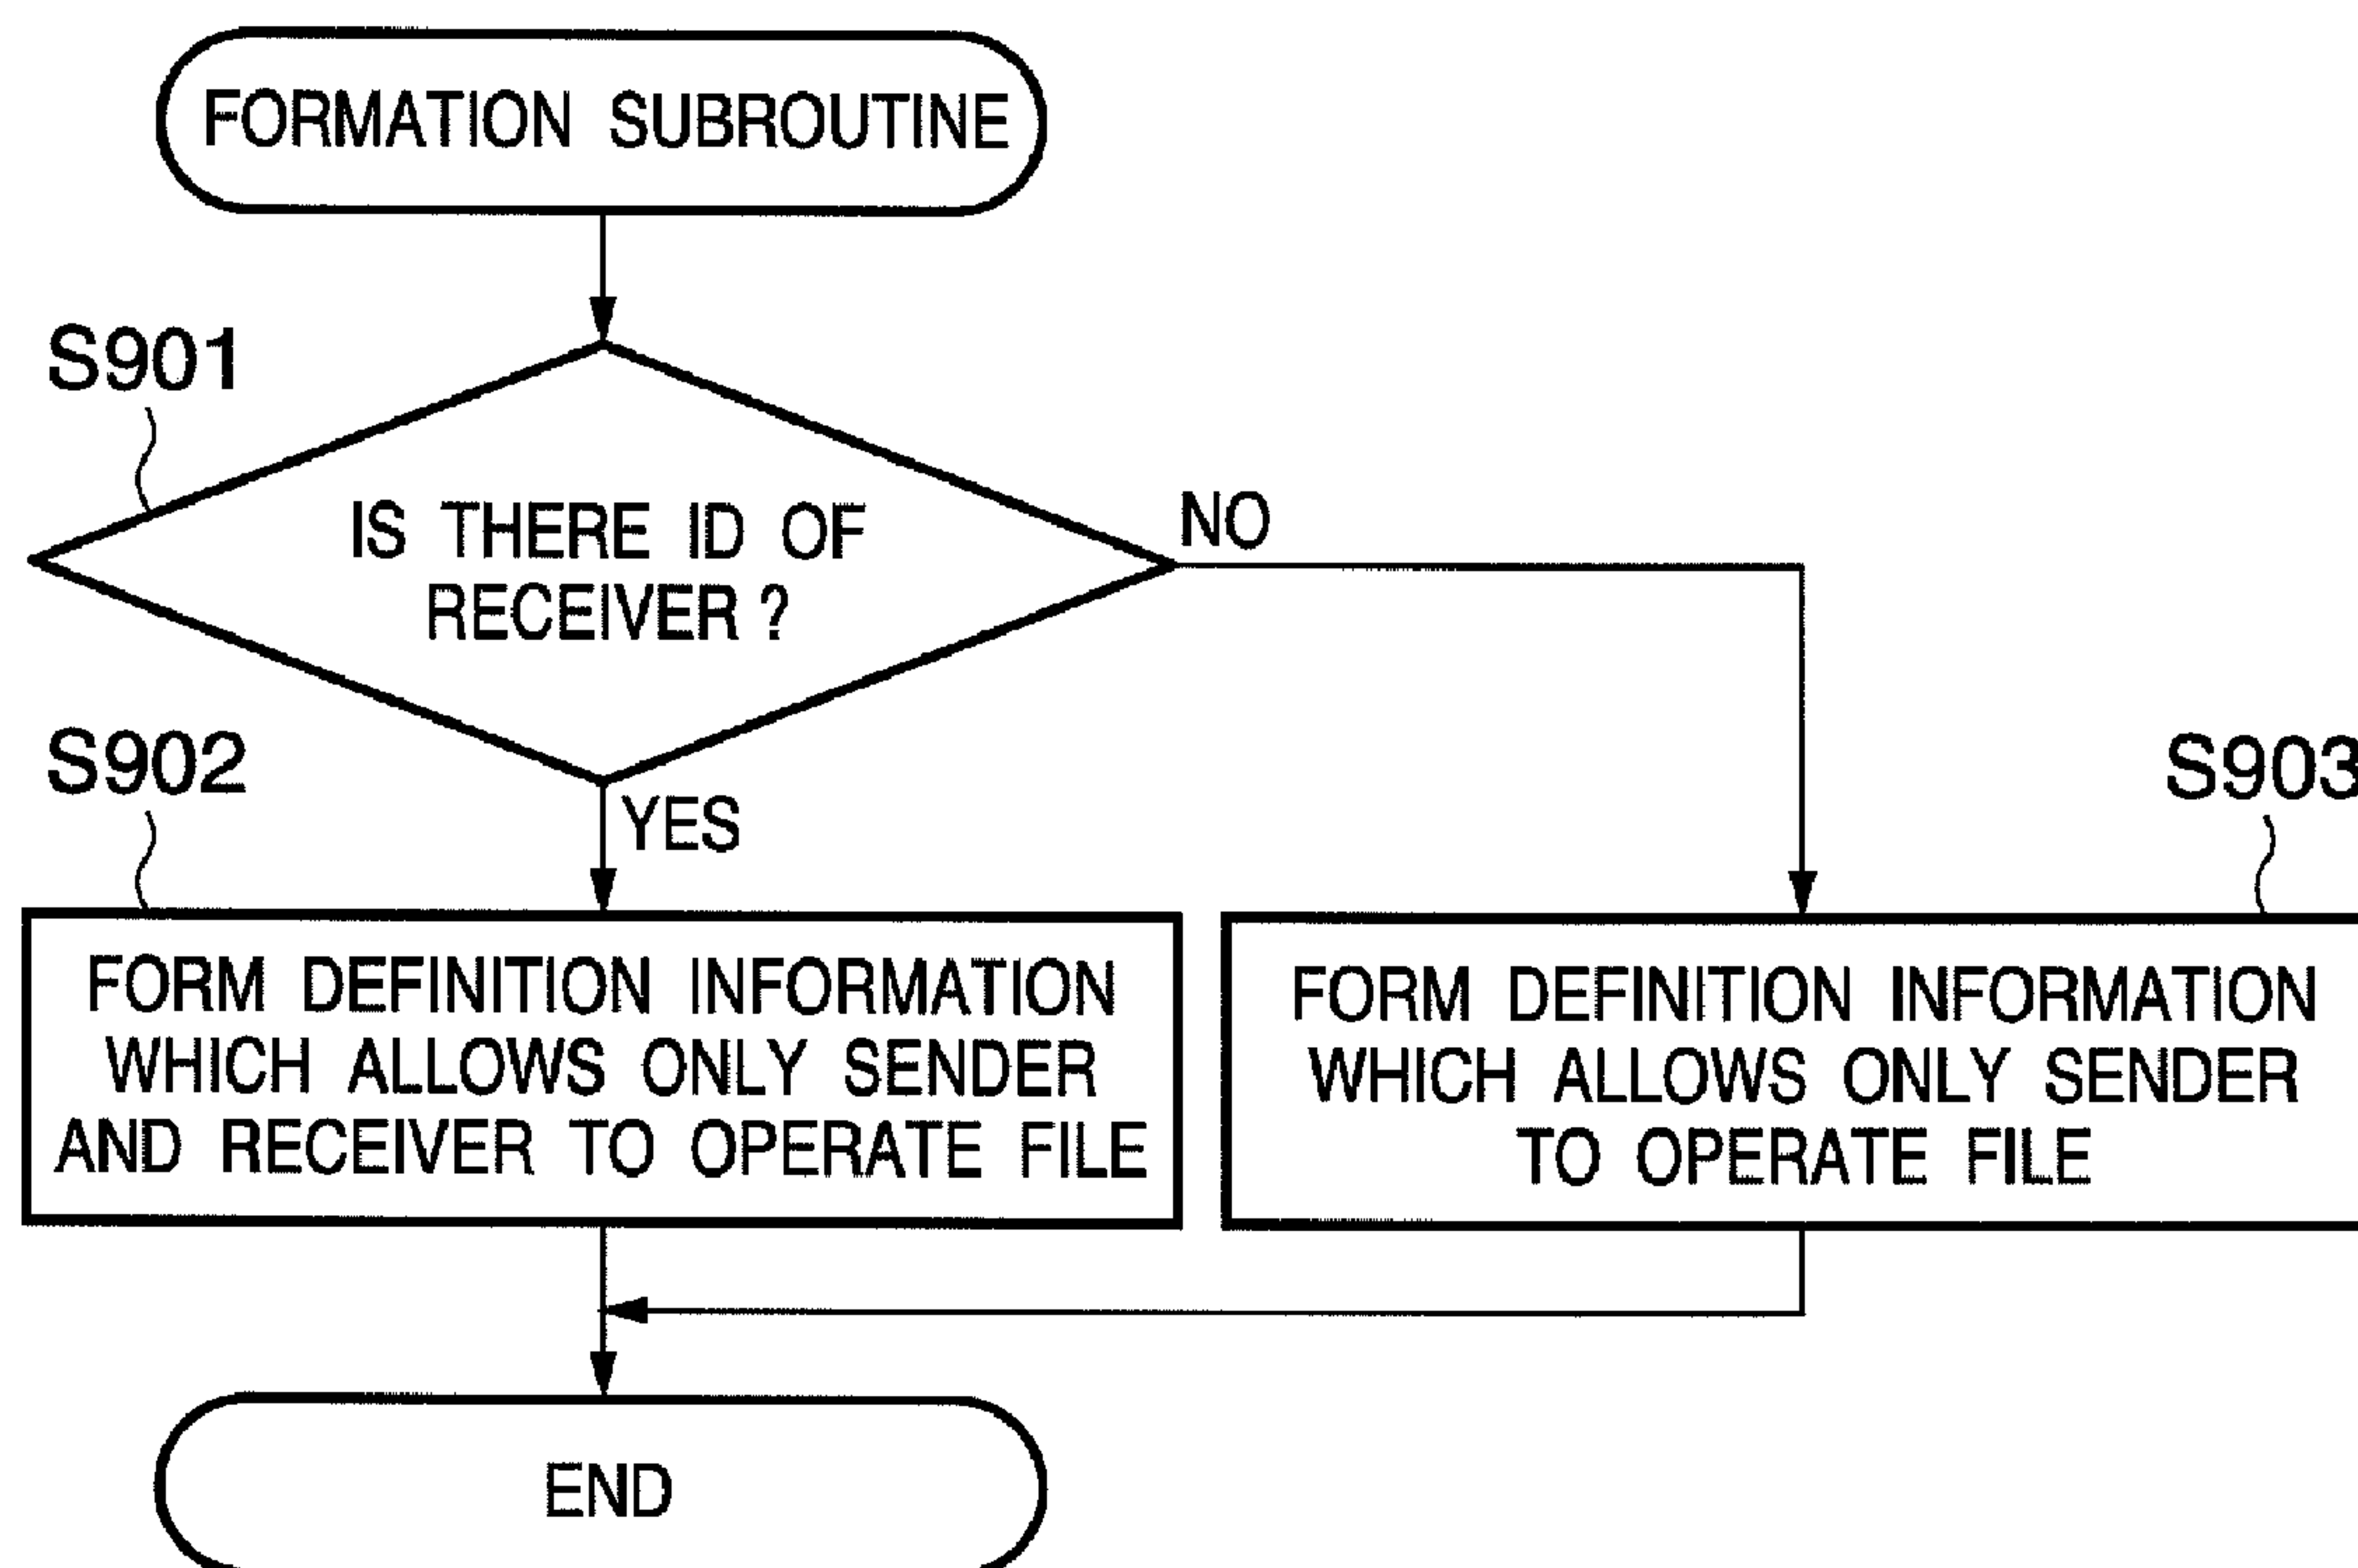 FORMATION SUBROUTINE
S901
IS THERE ID OF
RECEIVER ?
NO
S902
YES
S903
FORM DEFINITION INFORMATION
WHICH ALLOWS ONLY SENDER
AND RECEIVER TO OPERATE FILE
FORM DEFINITION INFORMATION
WHICH ALLOWS ONLY SENDER
TO OPERATE FILE
END